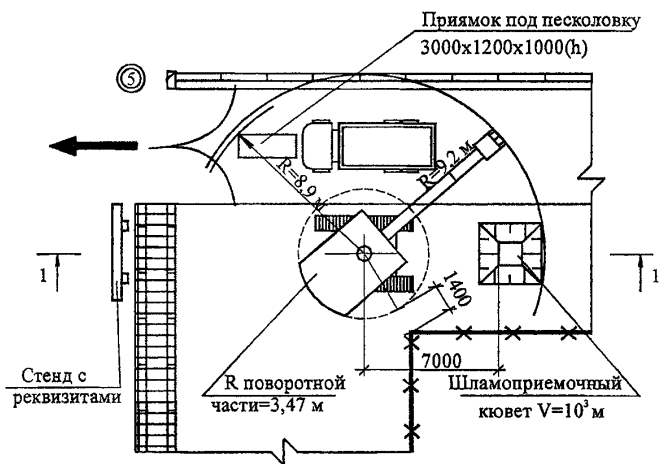 Приямок под песколовку
3000х1200х1000(h)
5
R=9,2 м
R=8,9 м
1
1
1400
7000
Стенд с
реквизитами
R поворотной
части=3,47 м
Шламоприемочный
кювет V=10³ м